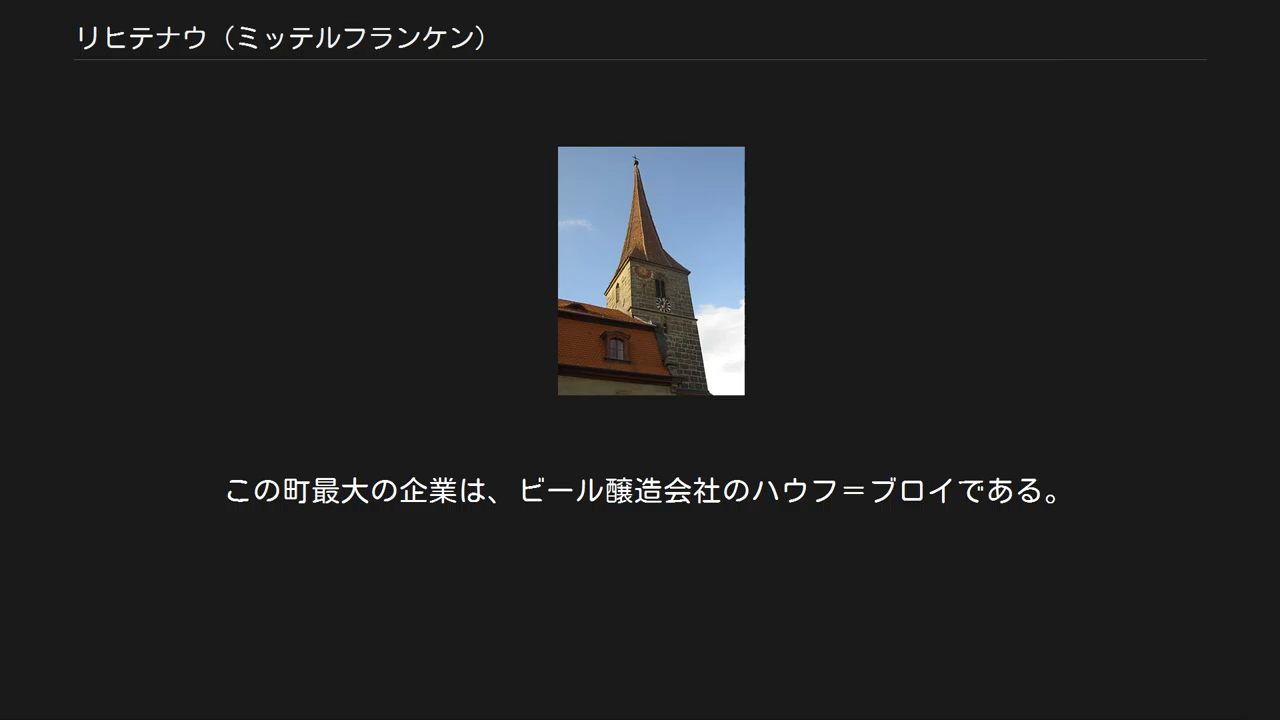 リヒテナウ（ミッテルフランケン）
この町最大の企業は、ビール醸造会社のハウフ＝ブロイである。